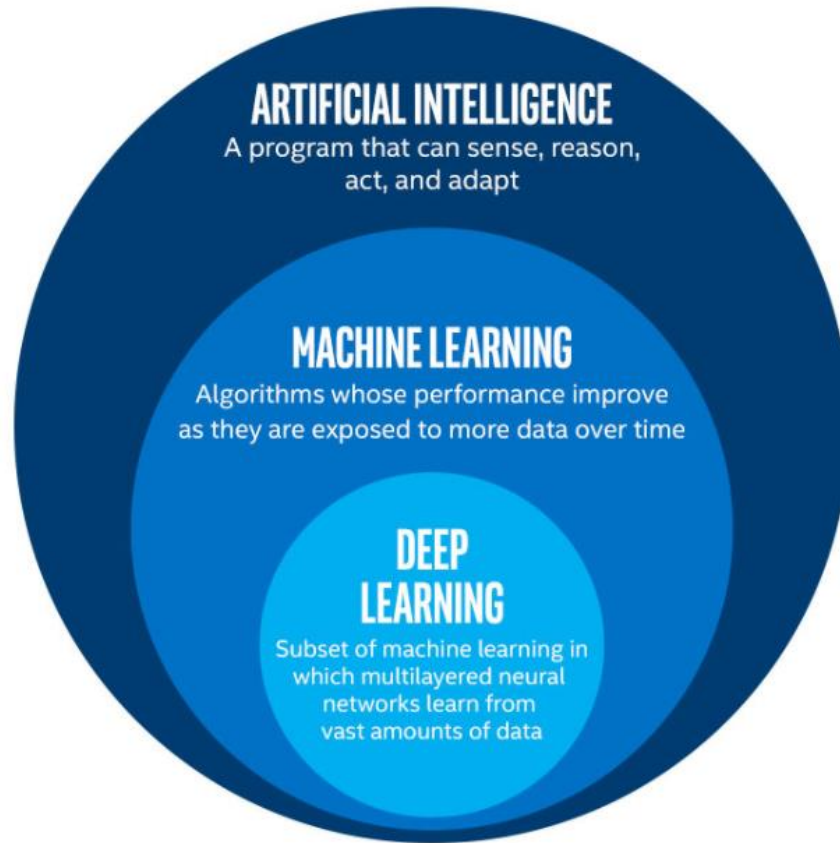 ARTIFICIAL INTELLIGENCE
A program that can sense, reason,
act, and adapt
MACHINE LEARNING
Algorithms whose performance improve
as they are exposed to more data over time
DEEP
LEARNING
Subset of machine learning in
which multilayered neural
networks learn from
vast amounts of data